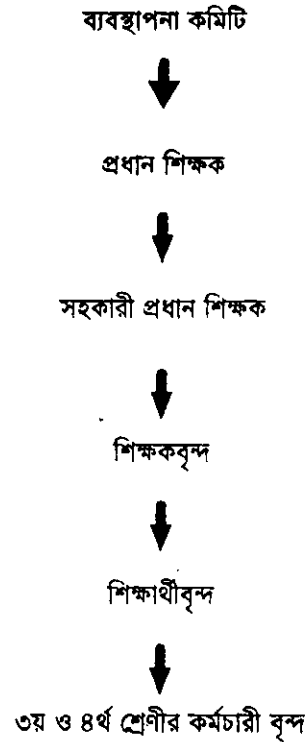 ব্যবস্থাপনা কমিটি
প্রধান শিক্ষক
সহকারী প্রধান শিক্ষক
শিক্ষকবৃন্দ
শিক্ষার্থীবৃন্দ
৩য় ও ৪র্থ শ্রেণীর কর্মচারী বৃন্দ